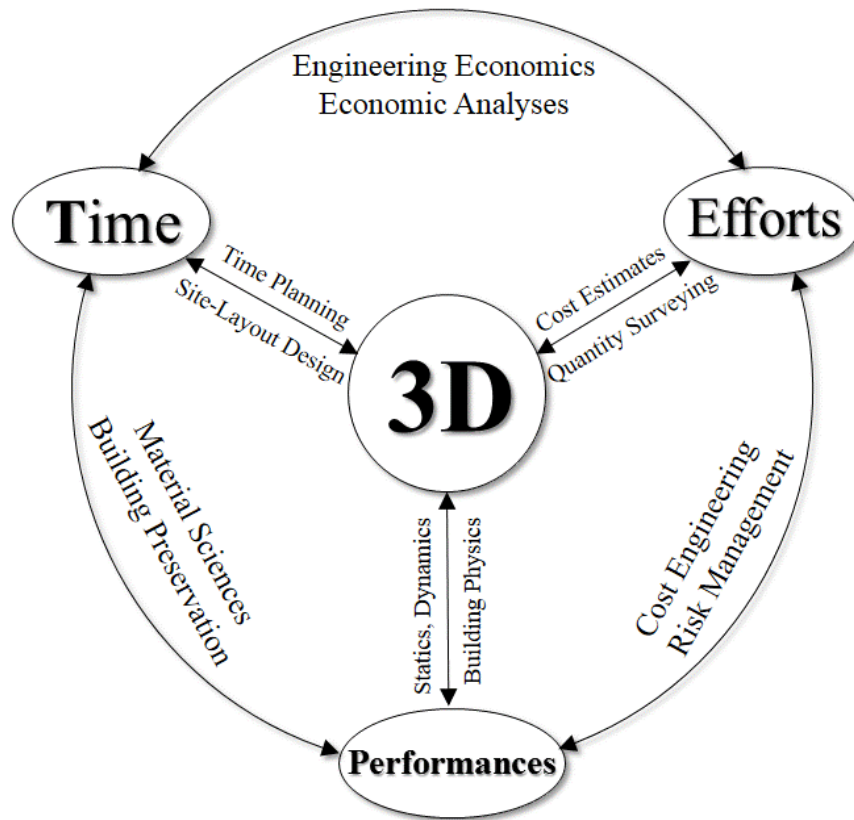 Engineering Economics
Economic Analyses
Time
Efforts
Time Planning
Site-Layout Design
Cost Estimates
Quantity Surveying
3D
Material Sciences
Building Preservation
Statics, Dynamics
Building Physics
Cost Engineering
Risk Management
Performances